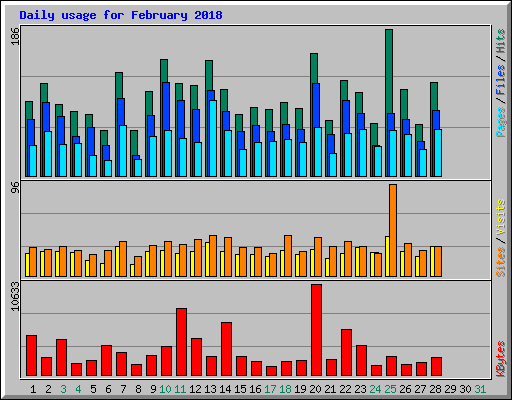 Daily usage for February 2018
186
Pages / Files / Hits
96
Sites / Visits
10633
KBytes
1 2 3 4 5 6 7 8 9 10 11 12 13 14 15 16 17 18 19 20 21 22 23 24 25 26 27 28 29 30 31